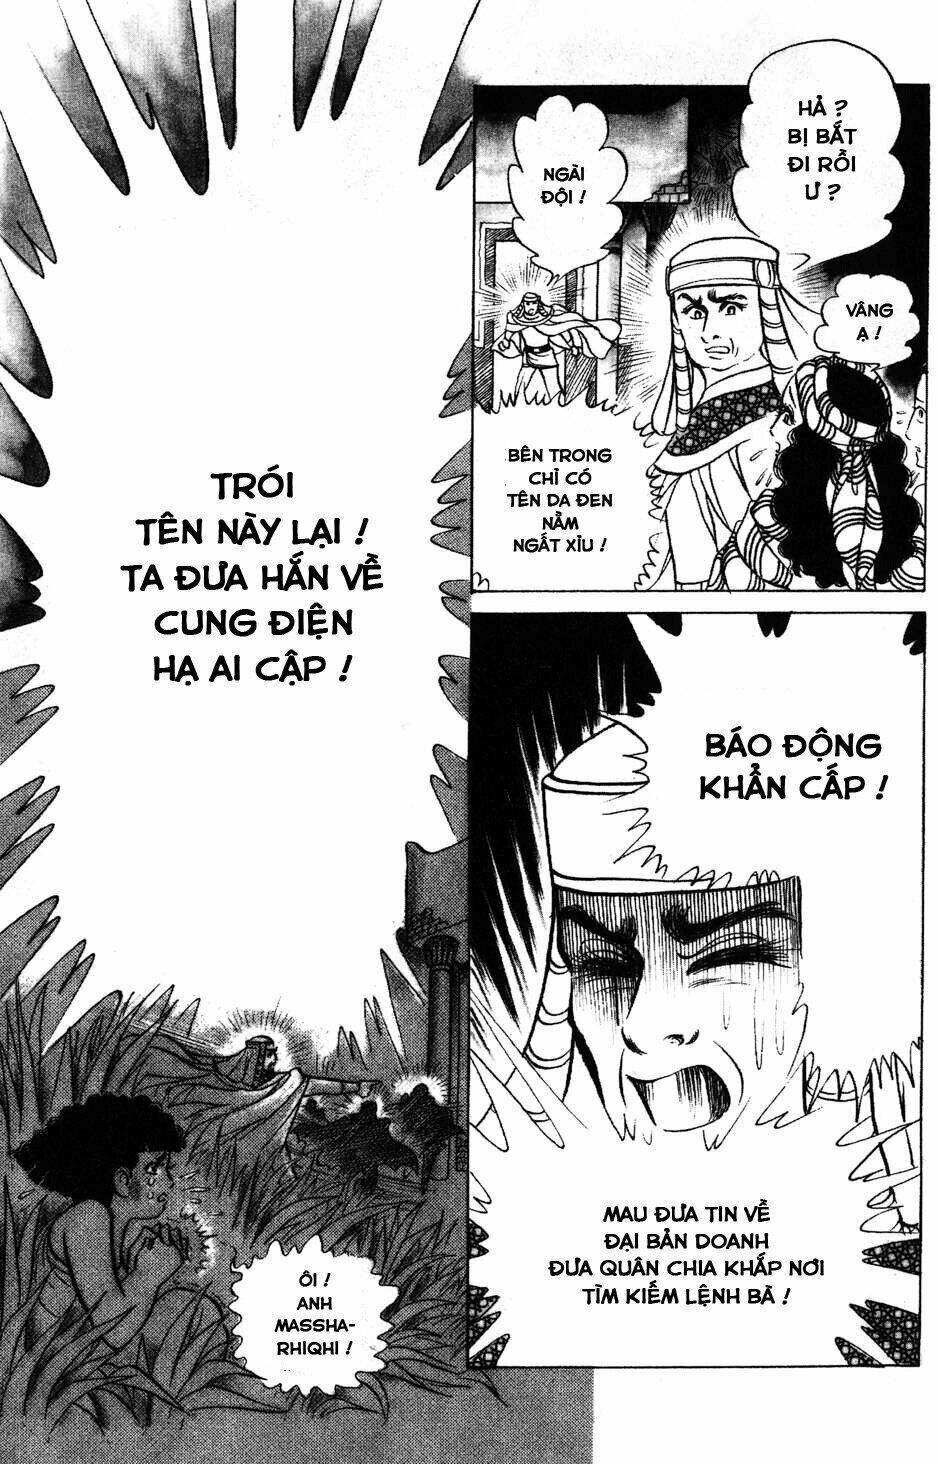 HẢ ?
BỊ BẮT
ĐI RỒI
Ư ?
NGÀI
ĐỘI !
VÂNG
Ạ !
BÊN TRONG
CHỈ CÓ
TÊN DA ĐEN
NẰM
NGẤT XỈU !
BÁO ĐỘNG
KHẨN CẤP !
MAU ĐƯA TIN VỀ
ĐẠI BẢN DOANH
ĐƯA QUÂN CHIA KHẮP NƠI
TÌM KIẾM LỆNH BÀ !
TRÓI
TÊN NÀY LẠI !
TA ĐƯA HẮN VỀ
CUNG ĐIỆN
HẠ AI CẬP !
ÔI !
ANH
MASSHA-
RHIQHI !